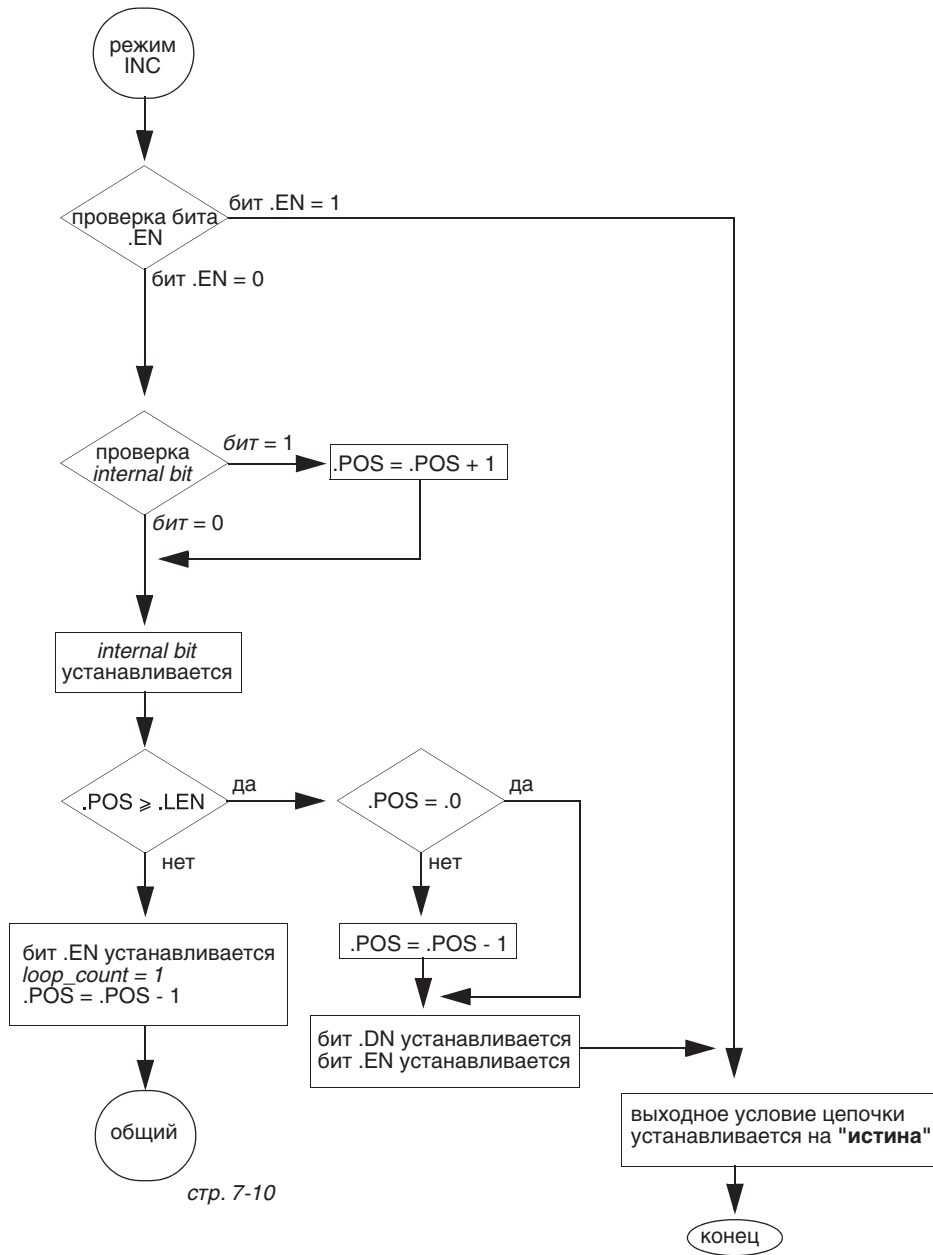 режим
INC
проверка бита
.EN
бит .EN = 1
бит .EN = 0
проверка
internal bit
бит = 1
.POS = .POS + 1
бит = 0
internal bit
устанавливается
.POS ⩾ .LEN
да
.POS = .0
да
нет
нет
бит .EN устанавливается
loop_count = 1
.POS = .POS - 1
.POS = .POS - 1
бит .DN устанавливается
бит .EN устанавливается
общий
стр. 7-10
выходное условие цепочки
устанавливается на "истина"
конец